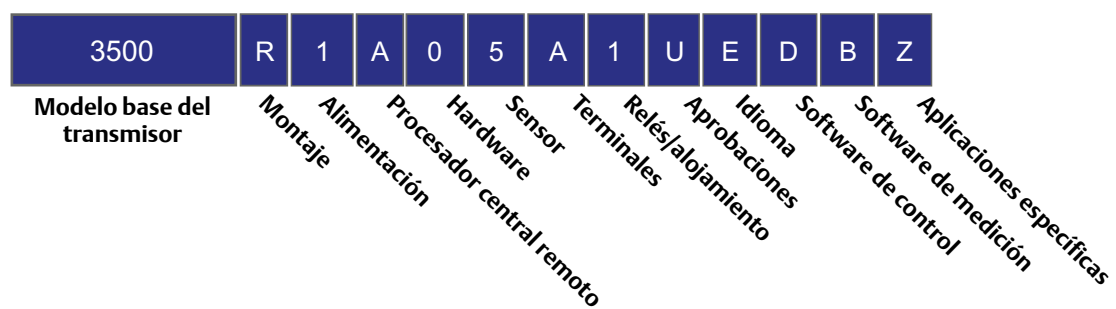 3500 R 1 A 0 5 A 1 U E D B Z
Modelo base del
transmisor
Montaje
Alimentación
Procesador central remoto
Hardware
Sensor
Terminales
Relés/alojamiento
Aprobaciones
Idioma
Software de control
Software de medición
Aplicaciones específicas